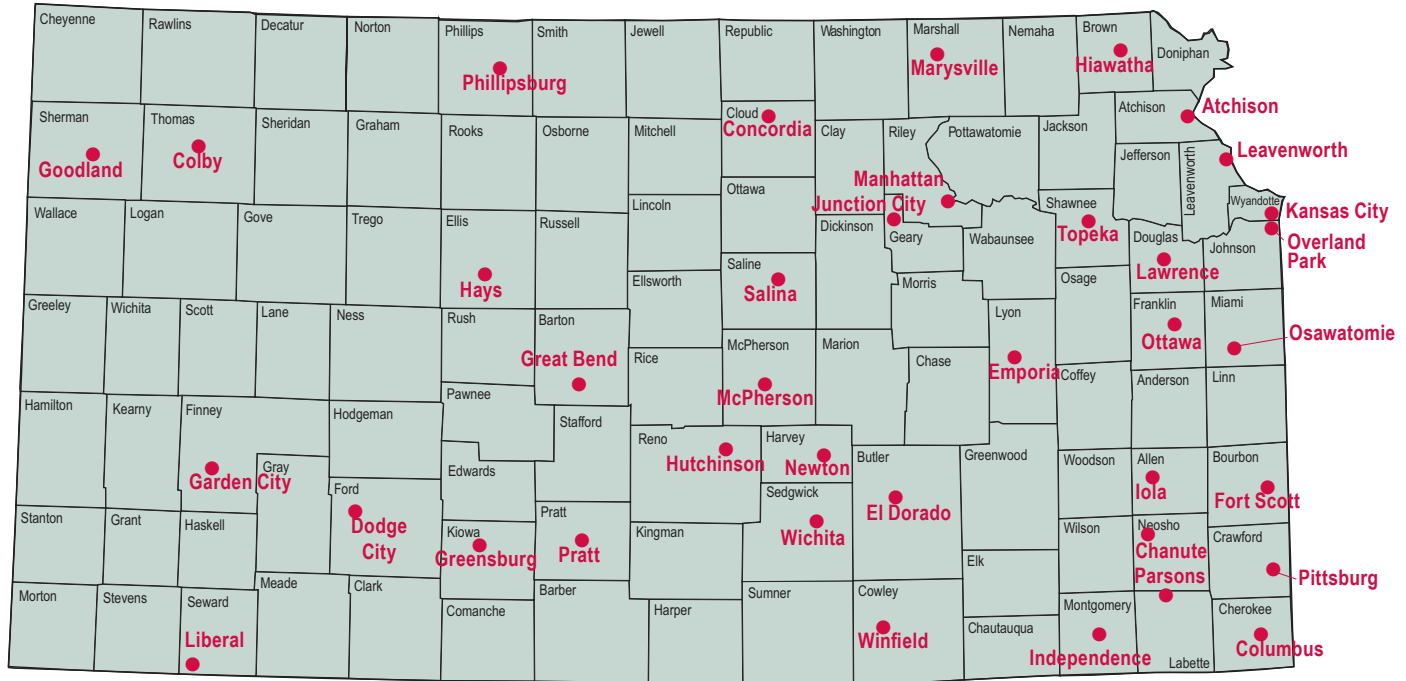 Cheyenne
Rawlins
Decatur
Norton
Phillips
Smith
Jewell
Republic
Washington
Marshall
Nemaha
Brown
Doniphan
Phillipsburg
Marysville
Hiawatha
Sherman
Thomas
Sheridan
Graham
Rooks
Osborne
Mitchell
Cloud
Concordia
Clay
Riley
Pottawatomie
Jackson
Atchison
Atchison
Goodland
Colby
Jefferson
Leavenworth
Leavenworth
Wallace
Logan
Gove
Trego
Ellis
Russell
Lincoln
Ottawa
Manhattan
Junction City
Dickinson
Geary
Wabaunsee
Shawnee
Topeka
Wyandotte
Kansas City
Douglas
Johnson
Overland
Park
Hays
Ellsworth
Saline
Salina
Morris
Osage
Lawrence
Greeley
Wichita
Scott
Lane
Ness
Rush
Barton
Great Bend
Rice
McPherson
McPherson
Marion
Chase
Lyon
Emporia
Franklin
Ottawa
Miami
Osawatomie
Coffey
Anderson
Linn
Hamilton
Kearny
Finney
Hodgeman
Pawnee
Stafford
Reno
Hutchinson
Harvey
Newton
Butler
El Dorado
Greenwood
Woodson
Allen
Iola
Bourbon
Fort Scott
Garden City
Gray
Ford
Dodge
City
Edwards
Stanton
Grant
Haskell
Kiowa
Greensburg
Pratt
Pratt
Kingman
Sedgwick
Wichita
Elk
Wilson
Neosho
Chanute
Parsons
Crawford
Pittsburg
Morton
Stevens
Seward
Liberal
Meade
Clark
Comanche
Barber
Harper
Sumner
Cowley
Winfield
Chautauqua
Montgomery
Independence
Labette
Cherokee
Columbus